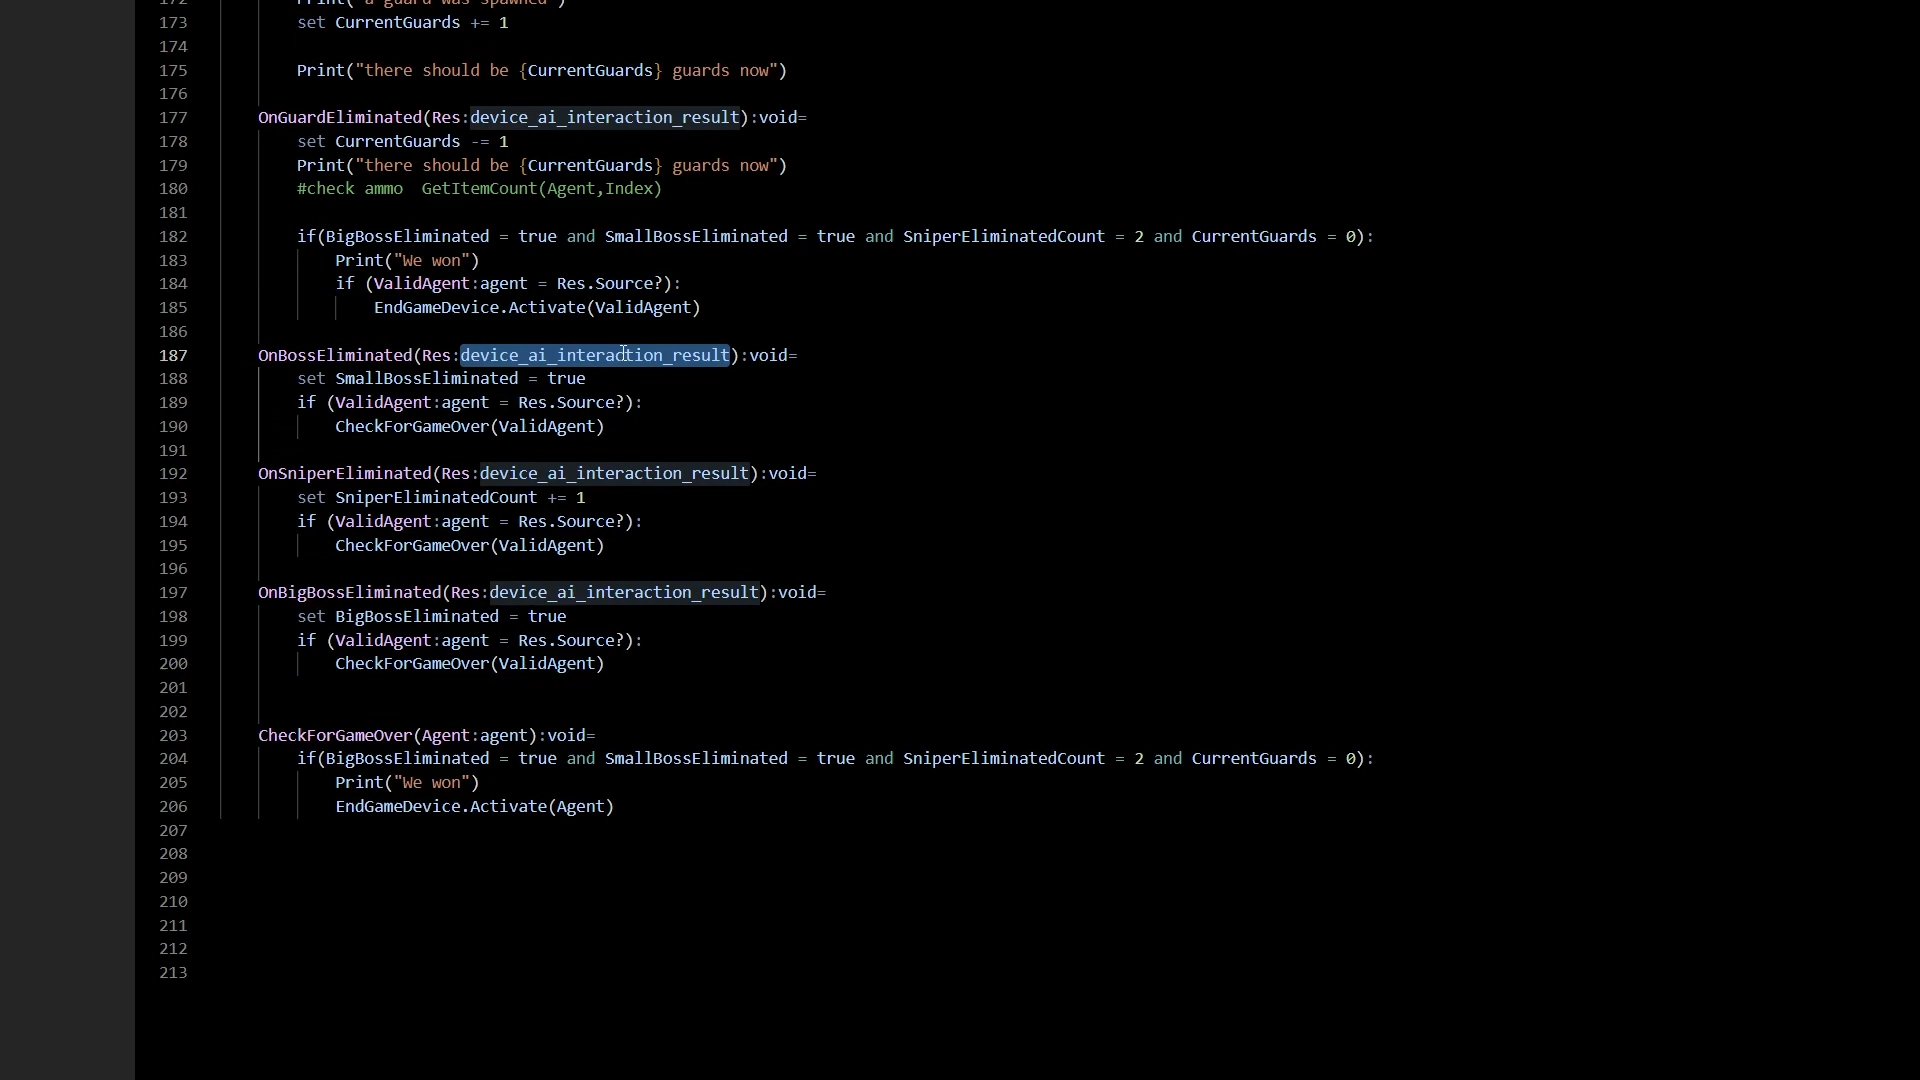 172 Print("a guard was spawned")
173 set CurrentGuards += 1
174
175 Print("there should be {CurrentGuards} guards now")
176
177 OnGuardEliminated(Res:device_ai_interaction_result):void=
178 set CurrentGuards -= 1
179 Print("there should be {CurrentGuards} guards now")
180 #check ammo  GetItemCount(Agent,Index)
181
182 if(BigBossEliminated = true and SmallBossEliminated = true and SniperEliminatedCount = 2 and CurrentGuards = 0):
183 Print("We won")
184 if (ValidAgent:agent = Res.Source?):
185 EndGameDevice.Activate(ValidAgent)
186
187 OnBossEliminated(Res:device_ai_interaction_result):void=
188 set SmallBossEliminated = true
189 if (ValidAgent:agent = Res.Source?):
190 CheckForGameOver(ValidAgent)
191
192 OnSniperEliminated(Res:device_ai_interaction_result):void=
193 set SniperEliminatedCount += 1
194 if (ValidAgent:agent = Res.Source?):
195 CheckForGameOver(ValidAgent)
196
197 OnBigBossEliminated(Res:device_ai_interaction_result):void=
198 set BigBossEliminated = true
199 if (ValidAgent:agent = Res.Source?):
200 CheckForGameOver(ValidAgent)
201
202
203 CheckForGameOver(Agent:agent):void=
204 if(BigBossEliminated = true and SmallBossEliminated = true and SniperEliminatedCount = 2 and CurrentGuards = 0):
205 Print("We won")
206 EndGameDevice.Activate(Agent)
207
208
209
210
211
212
213